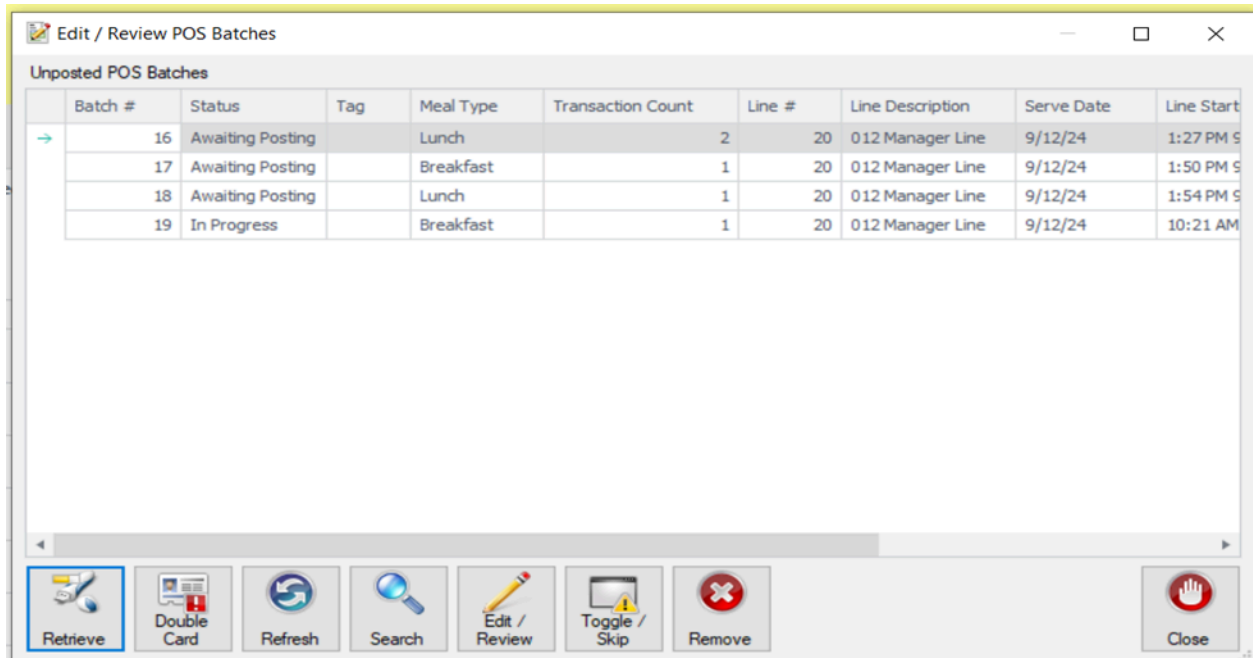 Edit / Review POS Batches
Unposted POS Batches
Batch # Status Tag Meal Type Transaction Count Line # Line Description Serve Date Line Start
16 Awaiting Posting Lunch 2 20 012 Manager Line 9/12/24 1:27 PM 9
17 Awaiting Posting Breakfast 1 20 012 Manager Line 9/12/24 1:50 PM 9
18 Awaiting Posting Lunch 1 20 012 Manager Line 9/12/24 1:54 PM 9
19 In Progress Breakfast 1 20 012 Manager Line 9/12/24 10:21 AM
Retrieve
Double
Card
Refresh
Search
Edit /
Review
Toggle /
Skip
Remove
Close